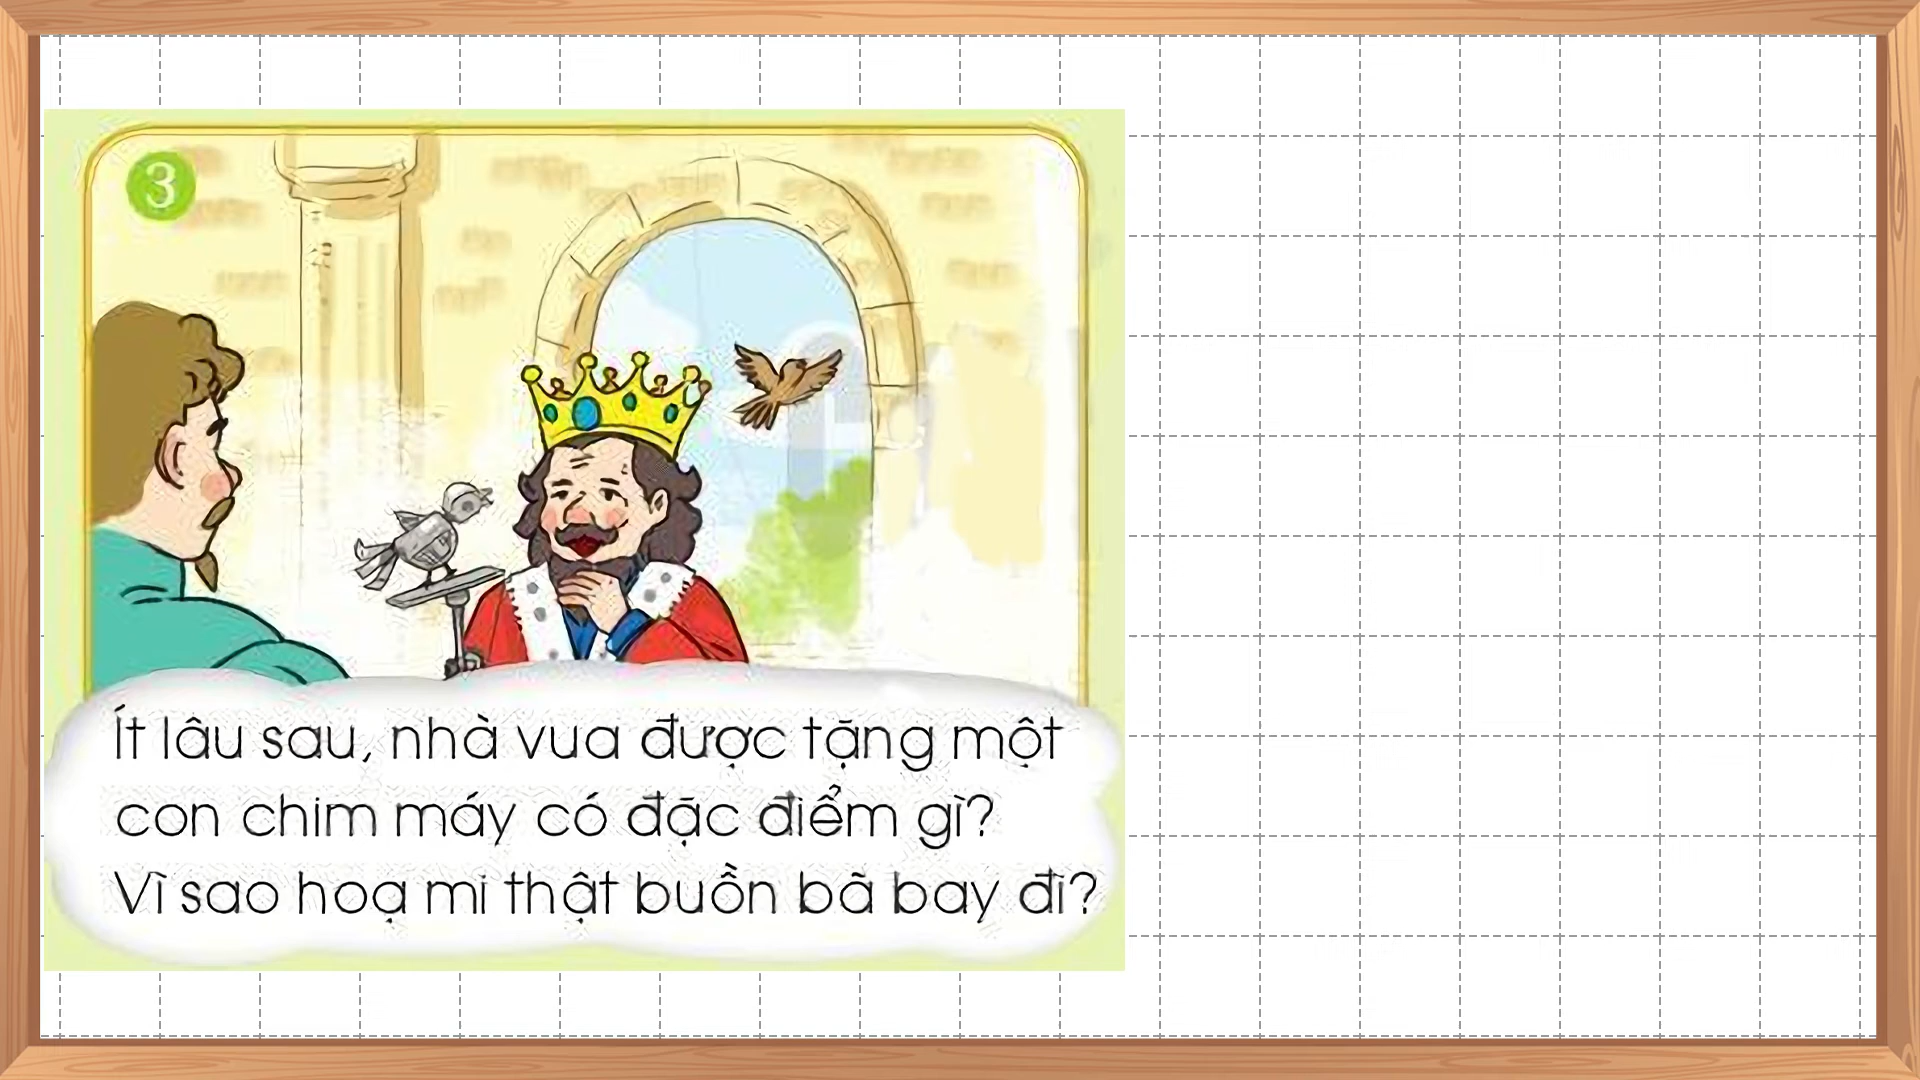 3
Ít lâu sau, nhà vua được tặng một
con chim máy có đặc điểm gì?
Vì sao hoạ mi thật buồn bã bay đi?